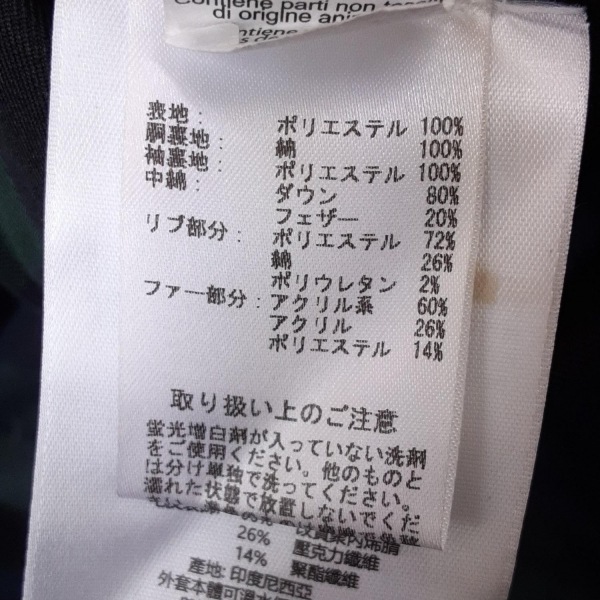 Contiene parti non
di origine
表地: ポリエステル 100%
胴裏地: 綿 100%
袖裏地: ポリエステル 100%
中綿: ダウン 80%
フェザー 20%
リブ部分: ポリエステル 72%
綿 26%
ポリウレタン 2%
ファー部分: アクリル系 60%
アクリル 26%
ポリエステル 14%
取り扱い上のご注意
蛍光増白剤が入っていない洗剤
をご使用ください。他のものと
は分け単独で洗ってください。
濡れた状態で放置しないでくだ
26% 壓克力纖維
14% 聚酯纖維
產地: 印度尼西亞